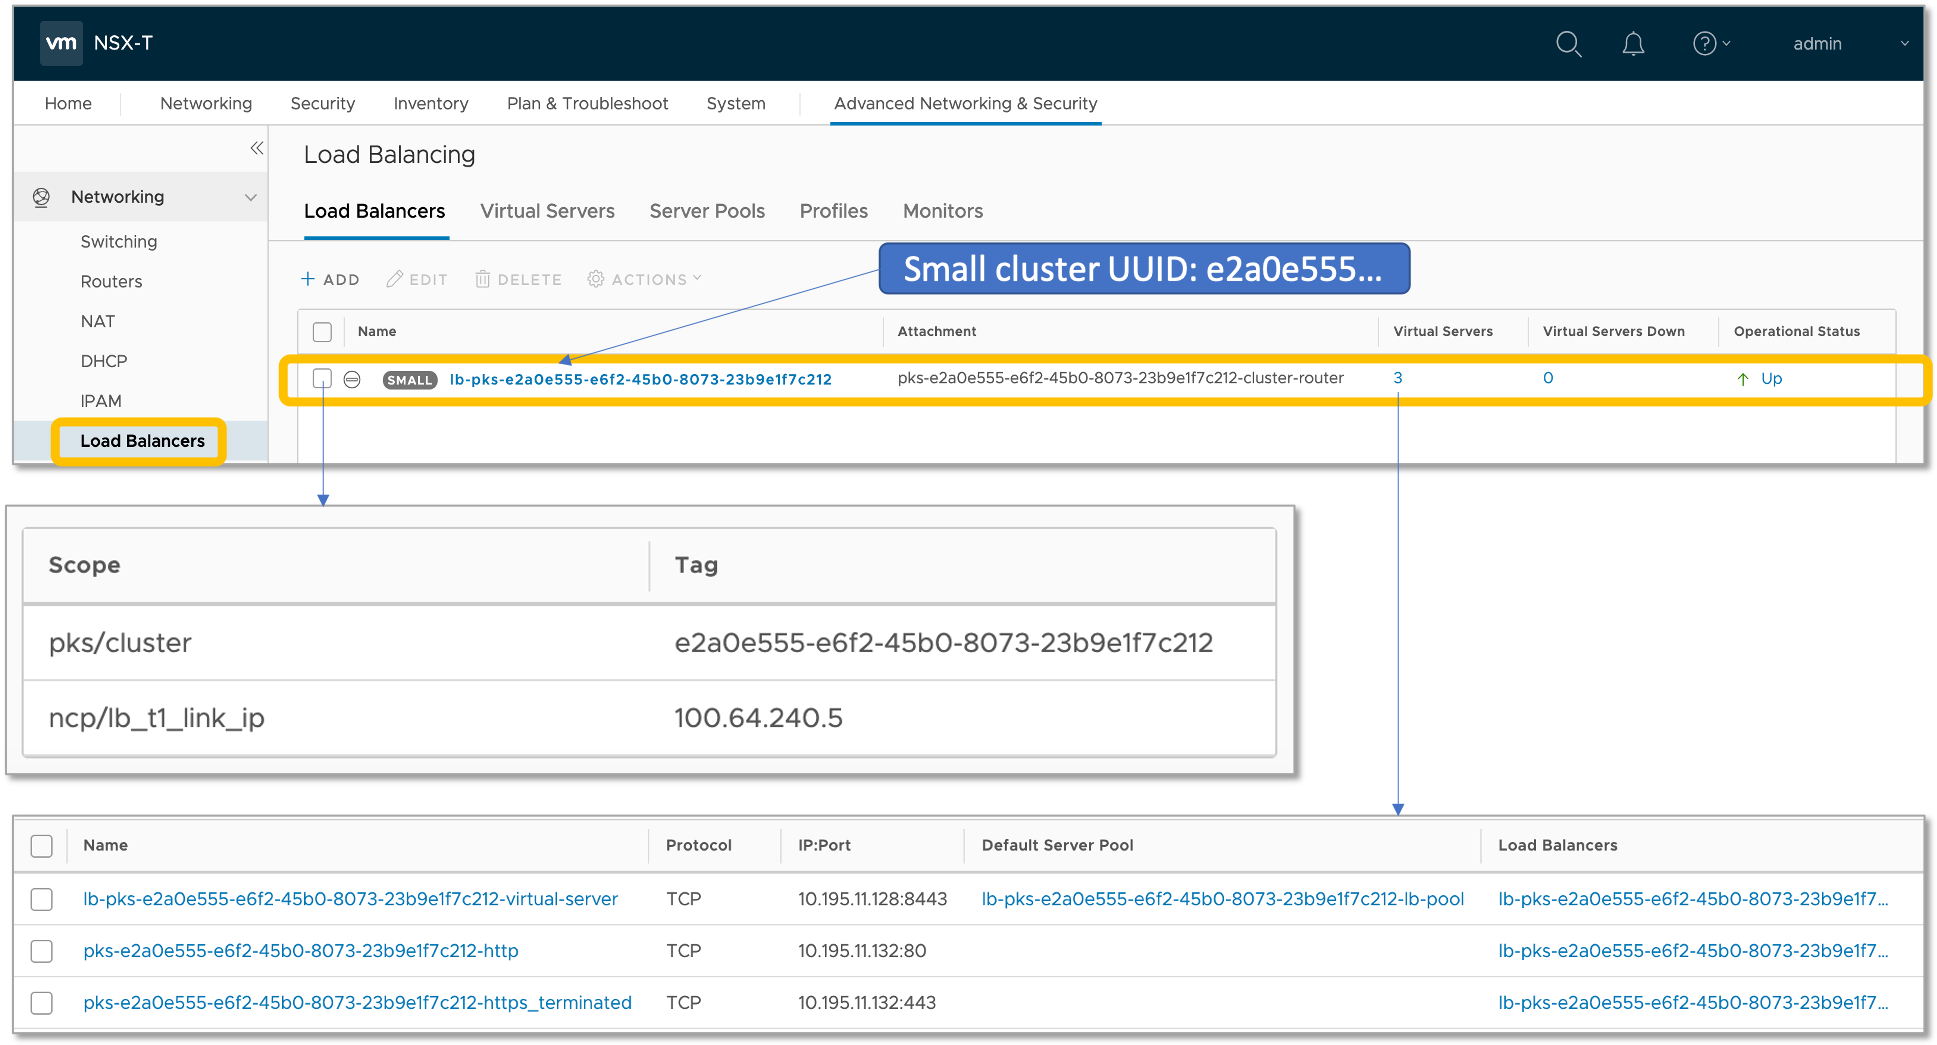 vm NSX-T admin
Home Networking Security Inventory Plan & Troubleshoot System Advanced Networking & Security
Load Balancing
Networking
Switching
Routers
NAT
DHCP
IPAM
Load Balancers
Load Balancers Virtual Servers Server Pools Profiles Monitors
+ ADD EDIT DELETE ACTIONS
Small cluster UUID: e2a0e555...
Name Attachment Virtual Servers Virtual Servers Down Operational Status
SMALL lb-pks-e2a0e555-e6f2-45b0-8073-23b9e1f7c212 pks-e2a0e555-e6f2-45b0-8073-23b9e1f7c212-cluster-router 3 0 Up
Scope Tag
pks/cluster e2a0e555-e6f2-45b0-8073-23b9e1f7c212
ncp/lb_t1_link_ip 100.64.240.5
Name Protocol IP:Port Default Server Pool Load Balancers
lb-pks-e2a0e555-e6f2-45b0-8073-23b9e1f7c212-virtual-server TCP 10.195.11.128:8443 lb-pks-e2a0e555-e6f2-45b0-8073-23b9e1f7c212-lb-pool lb-pks-e2a0e555-e6f2-45b0-8073-23b9e1f7...
pks-e2a0e555-e6f2-45b0-8073-23b9e1f7c212-http TCP 10.195.11.132:80 lb-pks-e2a0e555-e6f2-45b0-8073-23b9e1f7...
pks-e2a0e555-e6f2-45b0-8073-23b9e1f7c212-https_terminated TCP 10.195.11.132:443 lb-pks-e2a0e555-e6f2-45b0-8073-23b9e1f7...